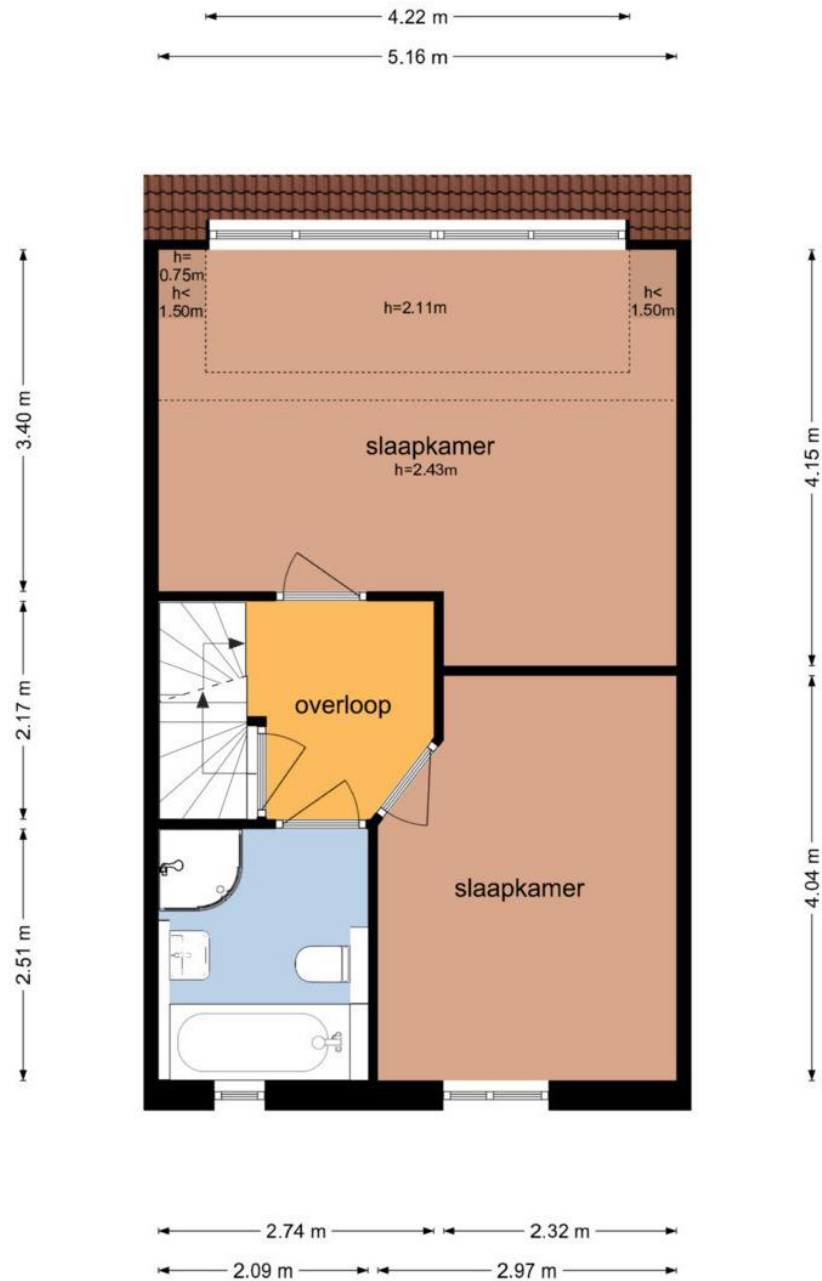 4.22 m
5.16 m
h=
0.75m
h<
1.50m
h=2.11m
h<
1.50m
3.40 m
4.15 m
slaapkamer
h=2.43m
2.17 m
overloop
slaapkamer
4.04 m
2.51 m
2.74 m
2.32 m
2.09 m
2.97 m